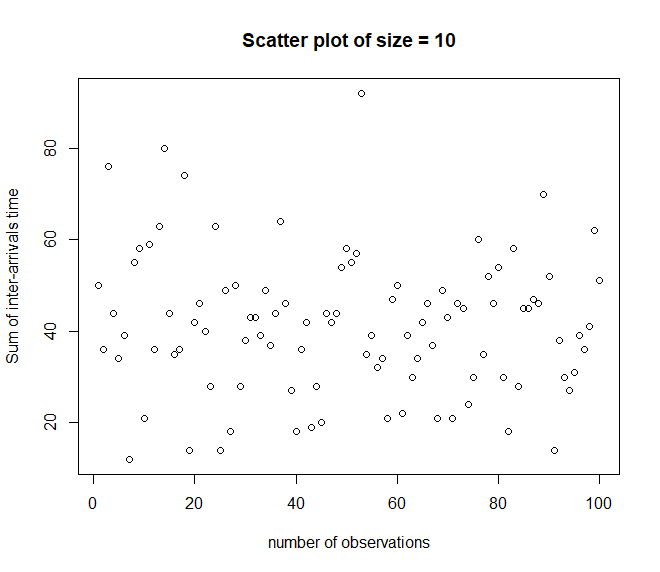 Scatter plot of size = 10
Sum of inter-arrivals time
80
60
40
20
0 20 40 60 80 100
number of observations